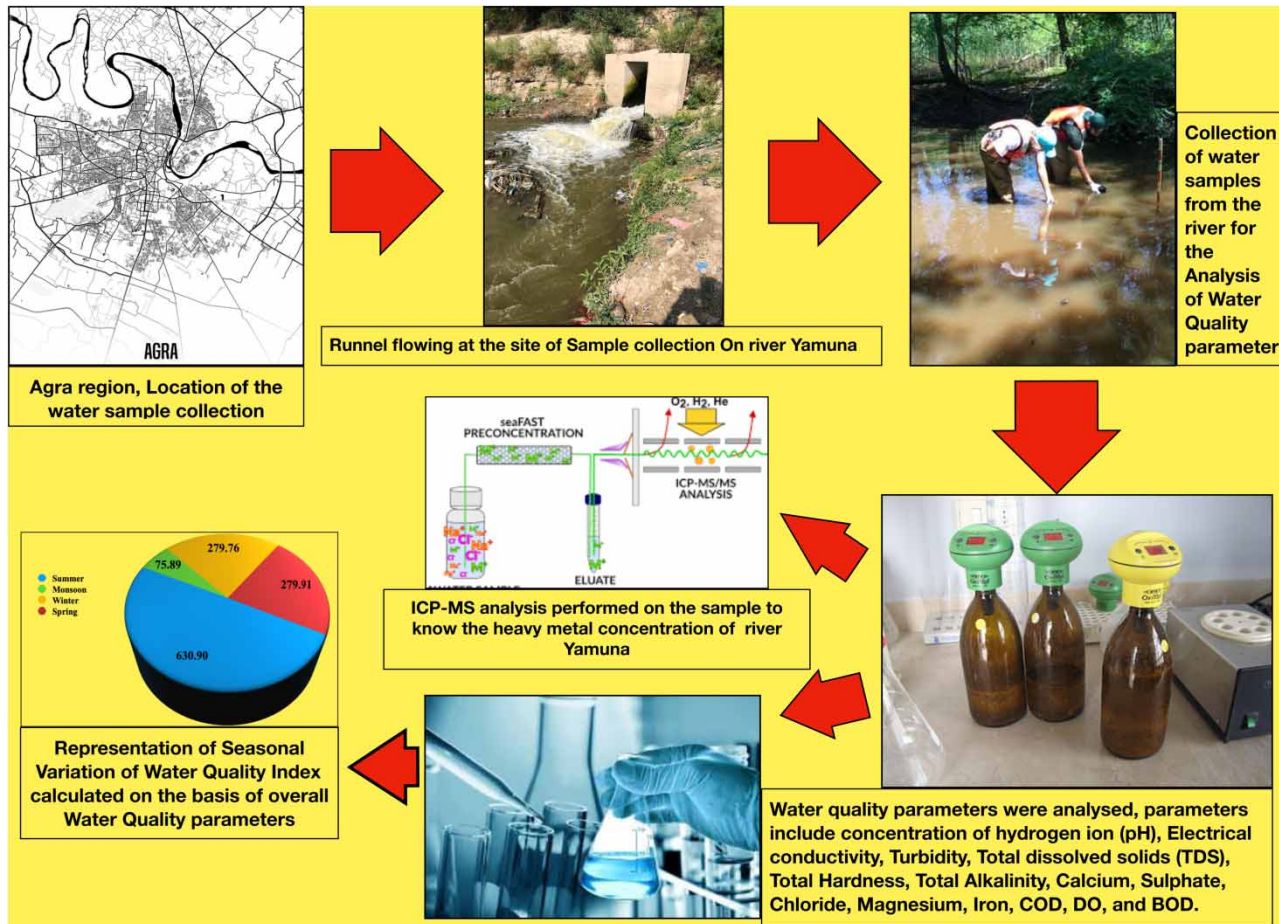 AGRA
Agra region, Location of the
water sample collection
Runnel flowing at the site of Sample collection On river Yamuna
Collection
of water
samples
from the
river for
the
Analysis
of Water
Quality
parameter
seaFAST
PRECONCENTRATION
O₂, H₂, He
ICP-MS/MS
ANALYSIS
Na⁺
Cl⁻
M⁺
ELUATE
ICP-MS analysis performed on the sample to
know the heavy metal concentration of river
Yamuna
Water quality parameters were analysed, parameters
include concentration of hydrogen ion (pH), Electrical
conductivity, Turbidity, Total dissolved solids (TDS),
Total Hardness, Total Alkalinity, Calcium, Sulphate,
Chloride, Magnesium, Iron, COD, DO, and BOD.
Summer
Monsoon
Winter
Spring
279.76
75.89
279.91
630.90
Representation of Seasonal
Variation of Water Quality Index
calculated on the basis of overall
Water Quality parameters